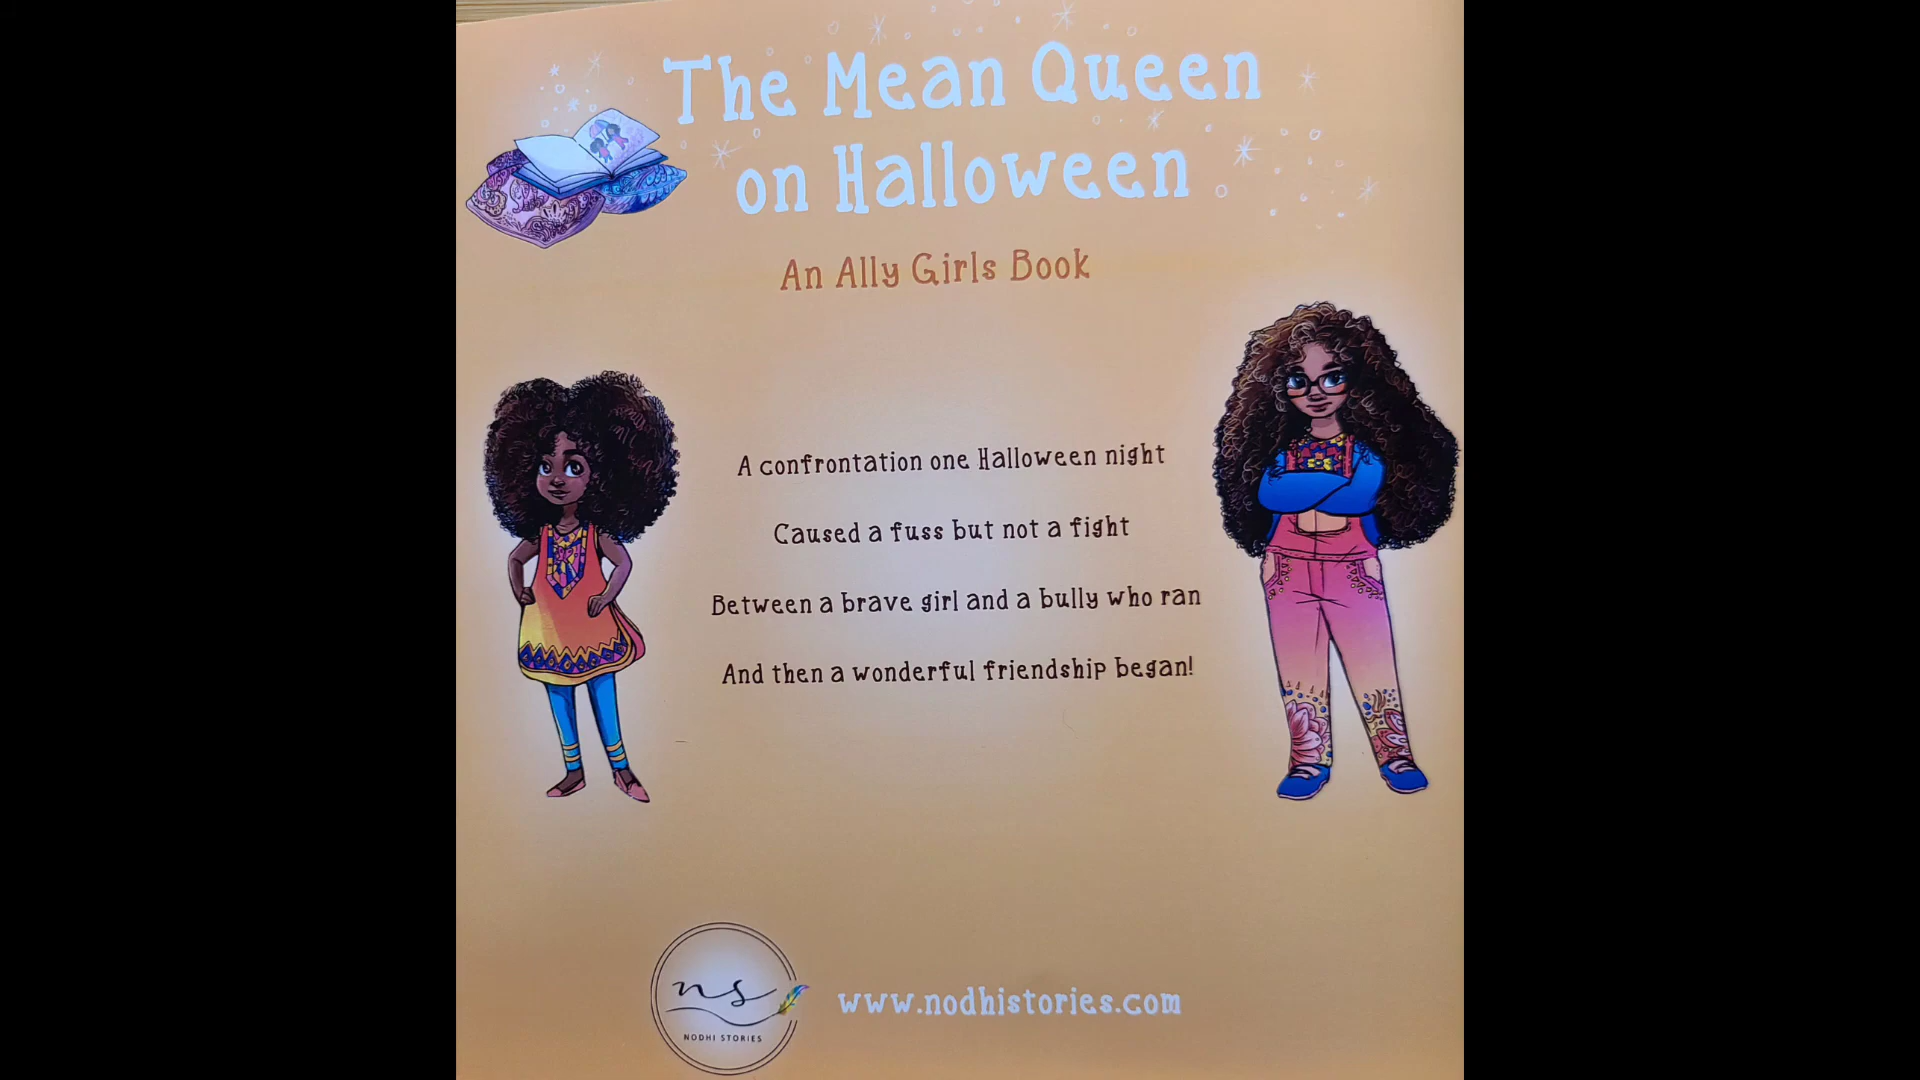 The Mean Queen
on Halloween
An Ally Girls Book
A confrontation one Halloween night
Caused a fuss but not a fight
Between a brave girl and a bully who ran
And then a wonderful friendship began!
ns
NODHI STORIES
www.nodhistories.com